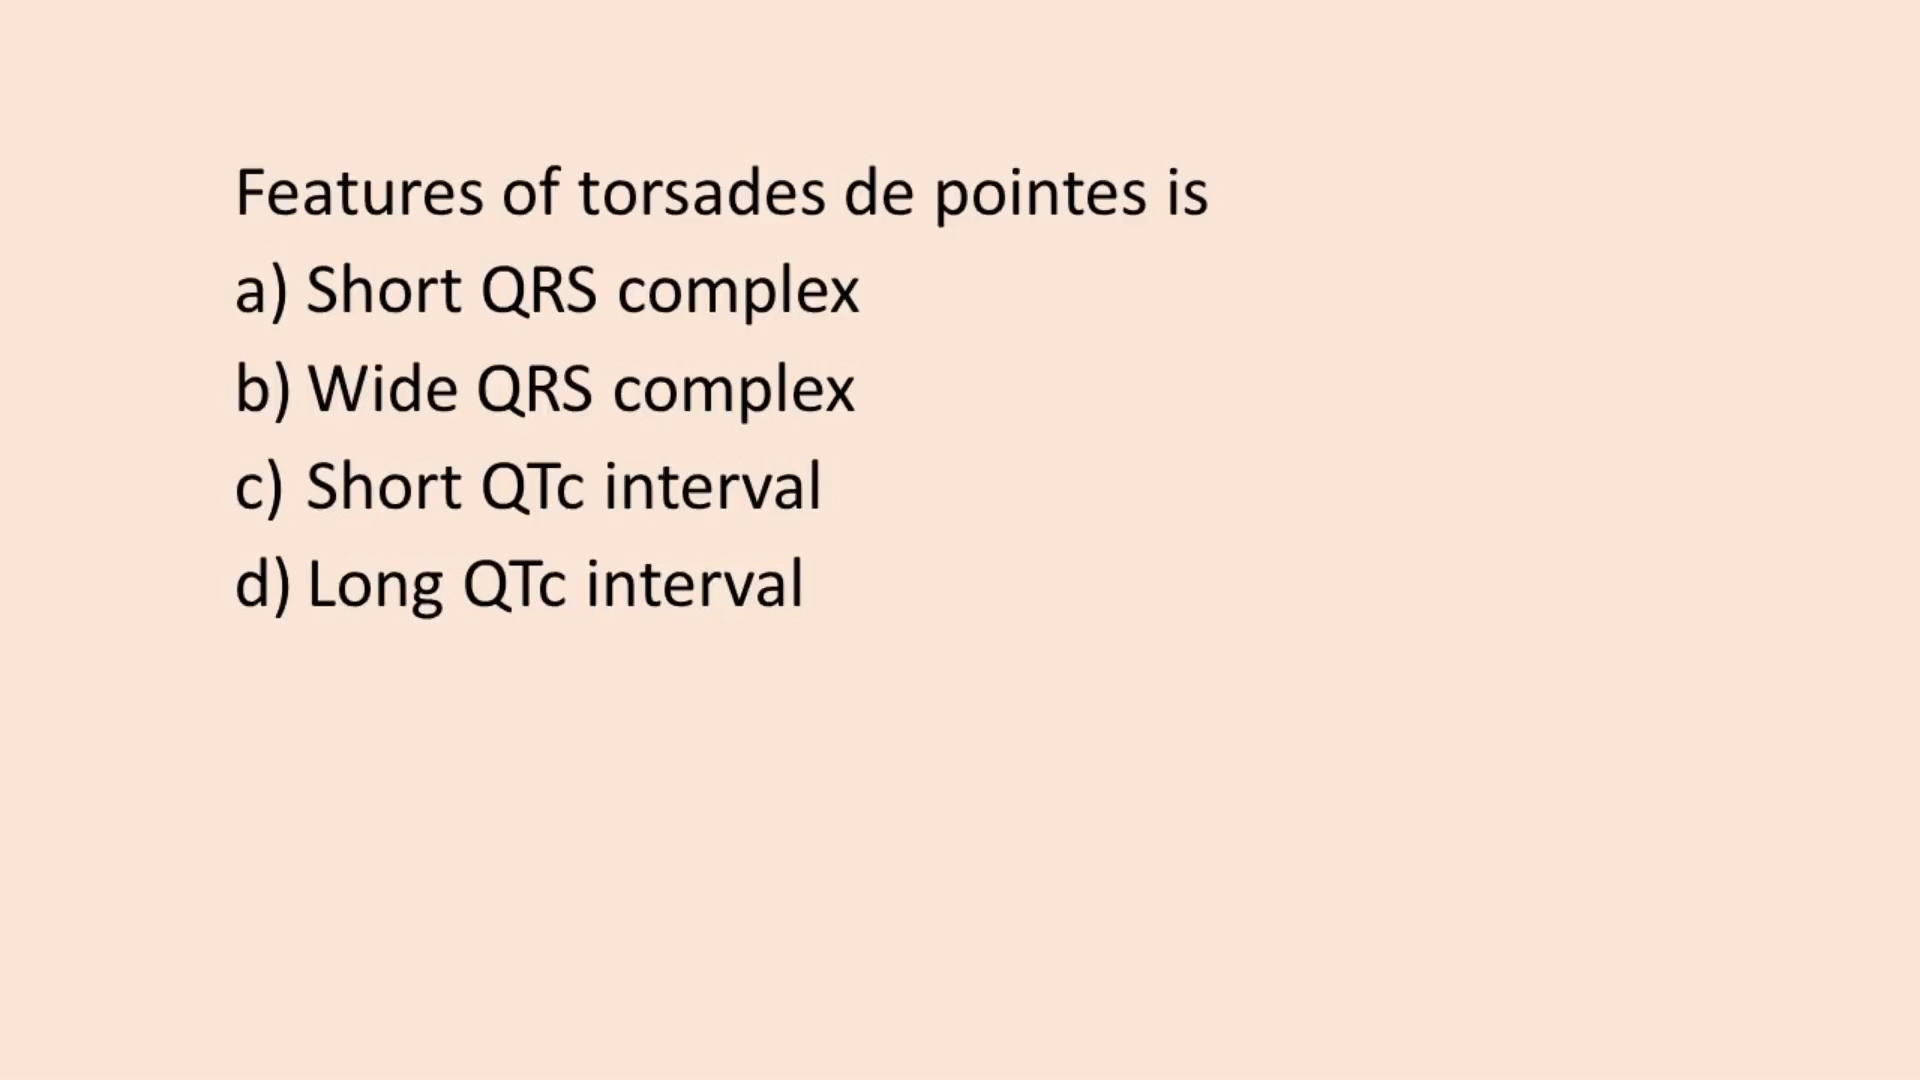 Features of torsades de pointes is
a) Short QRS complex
b) Wide QRS complex
c) Short QTc interval
d) Long QTc interval